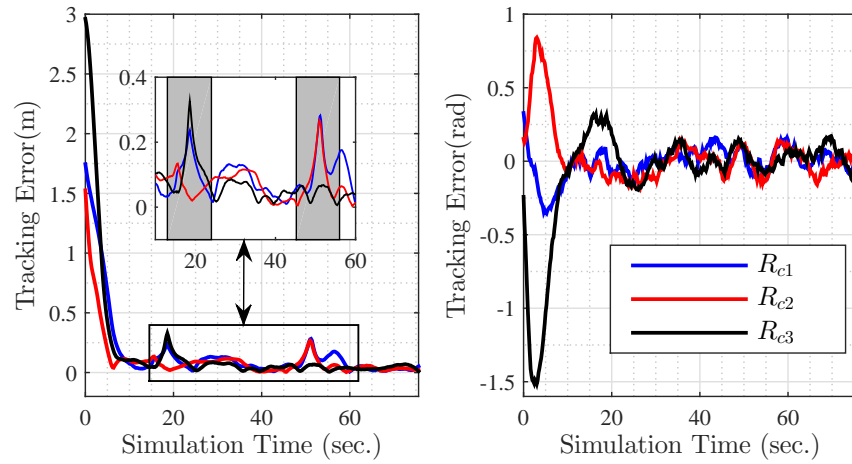 Tracking Error(m)
3
2.5
2
1.5
1
0.5
0
0 20 40 60
Simulation Time (sec.)
0.4
0.2
0
20 40 60
Tracking Error(rad)
1
0.5
0
-0.5
-1
-1.5
0 20 40 60
Simulation Time (sec.)
R_{c1}
R_{c2}
R_{c3}